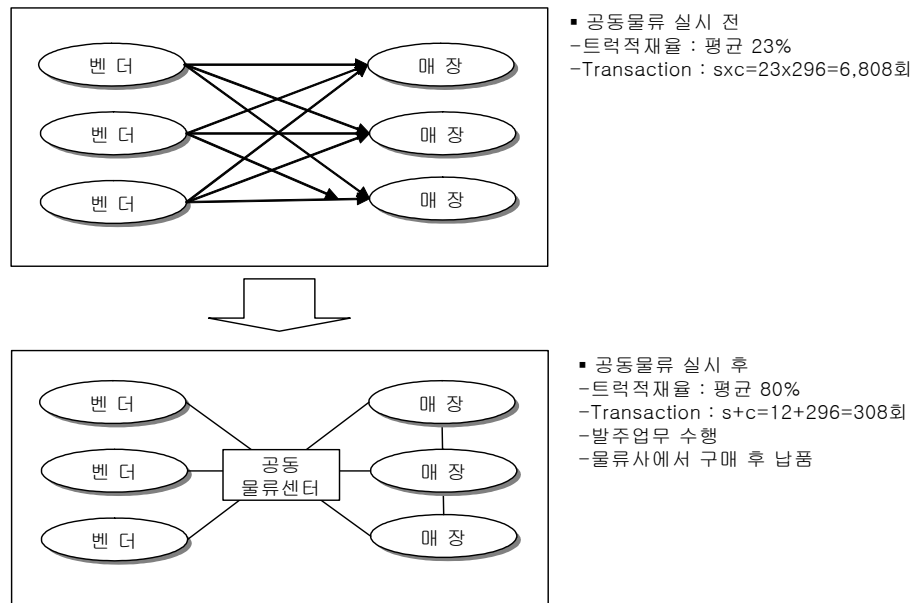 벤 더
매 장
벤 더
매 장
벤 더
매 장
▪ 공동물류 실시 전
-트럭적재율 : 평균 23%
-Transaction : sxc=23x296=6,808회
벤 더
매 장
벤 더
공동
물류센터
매 장
벤 더
매 장
▪ 공동물류 실시 후
-트럭적재율 : 평균 80%
-Transaction : s+c=12+296=308회
-발주업무 수행
-물류사에서 구매 후 납품